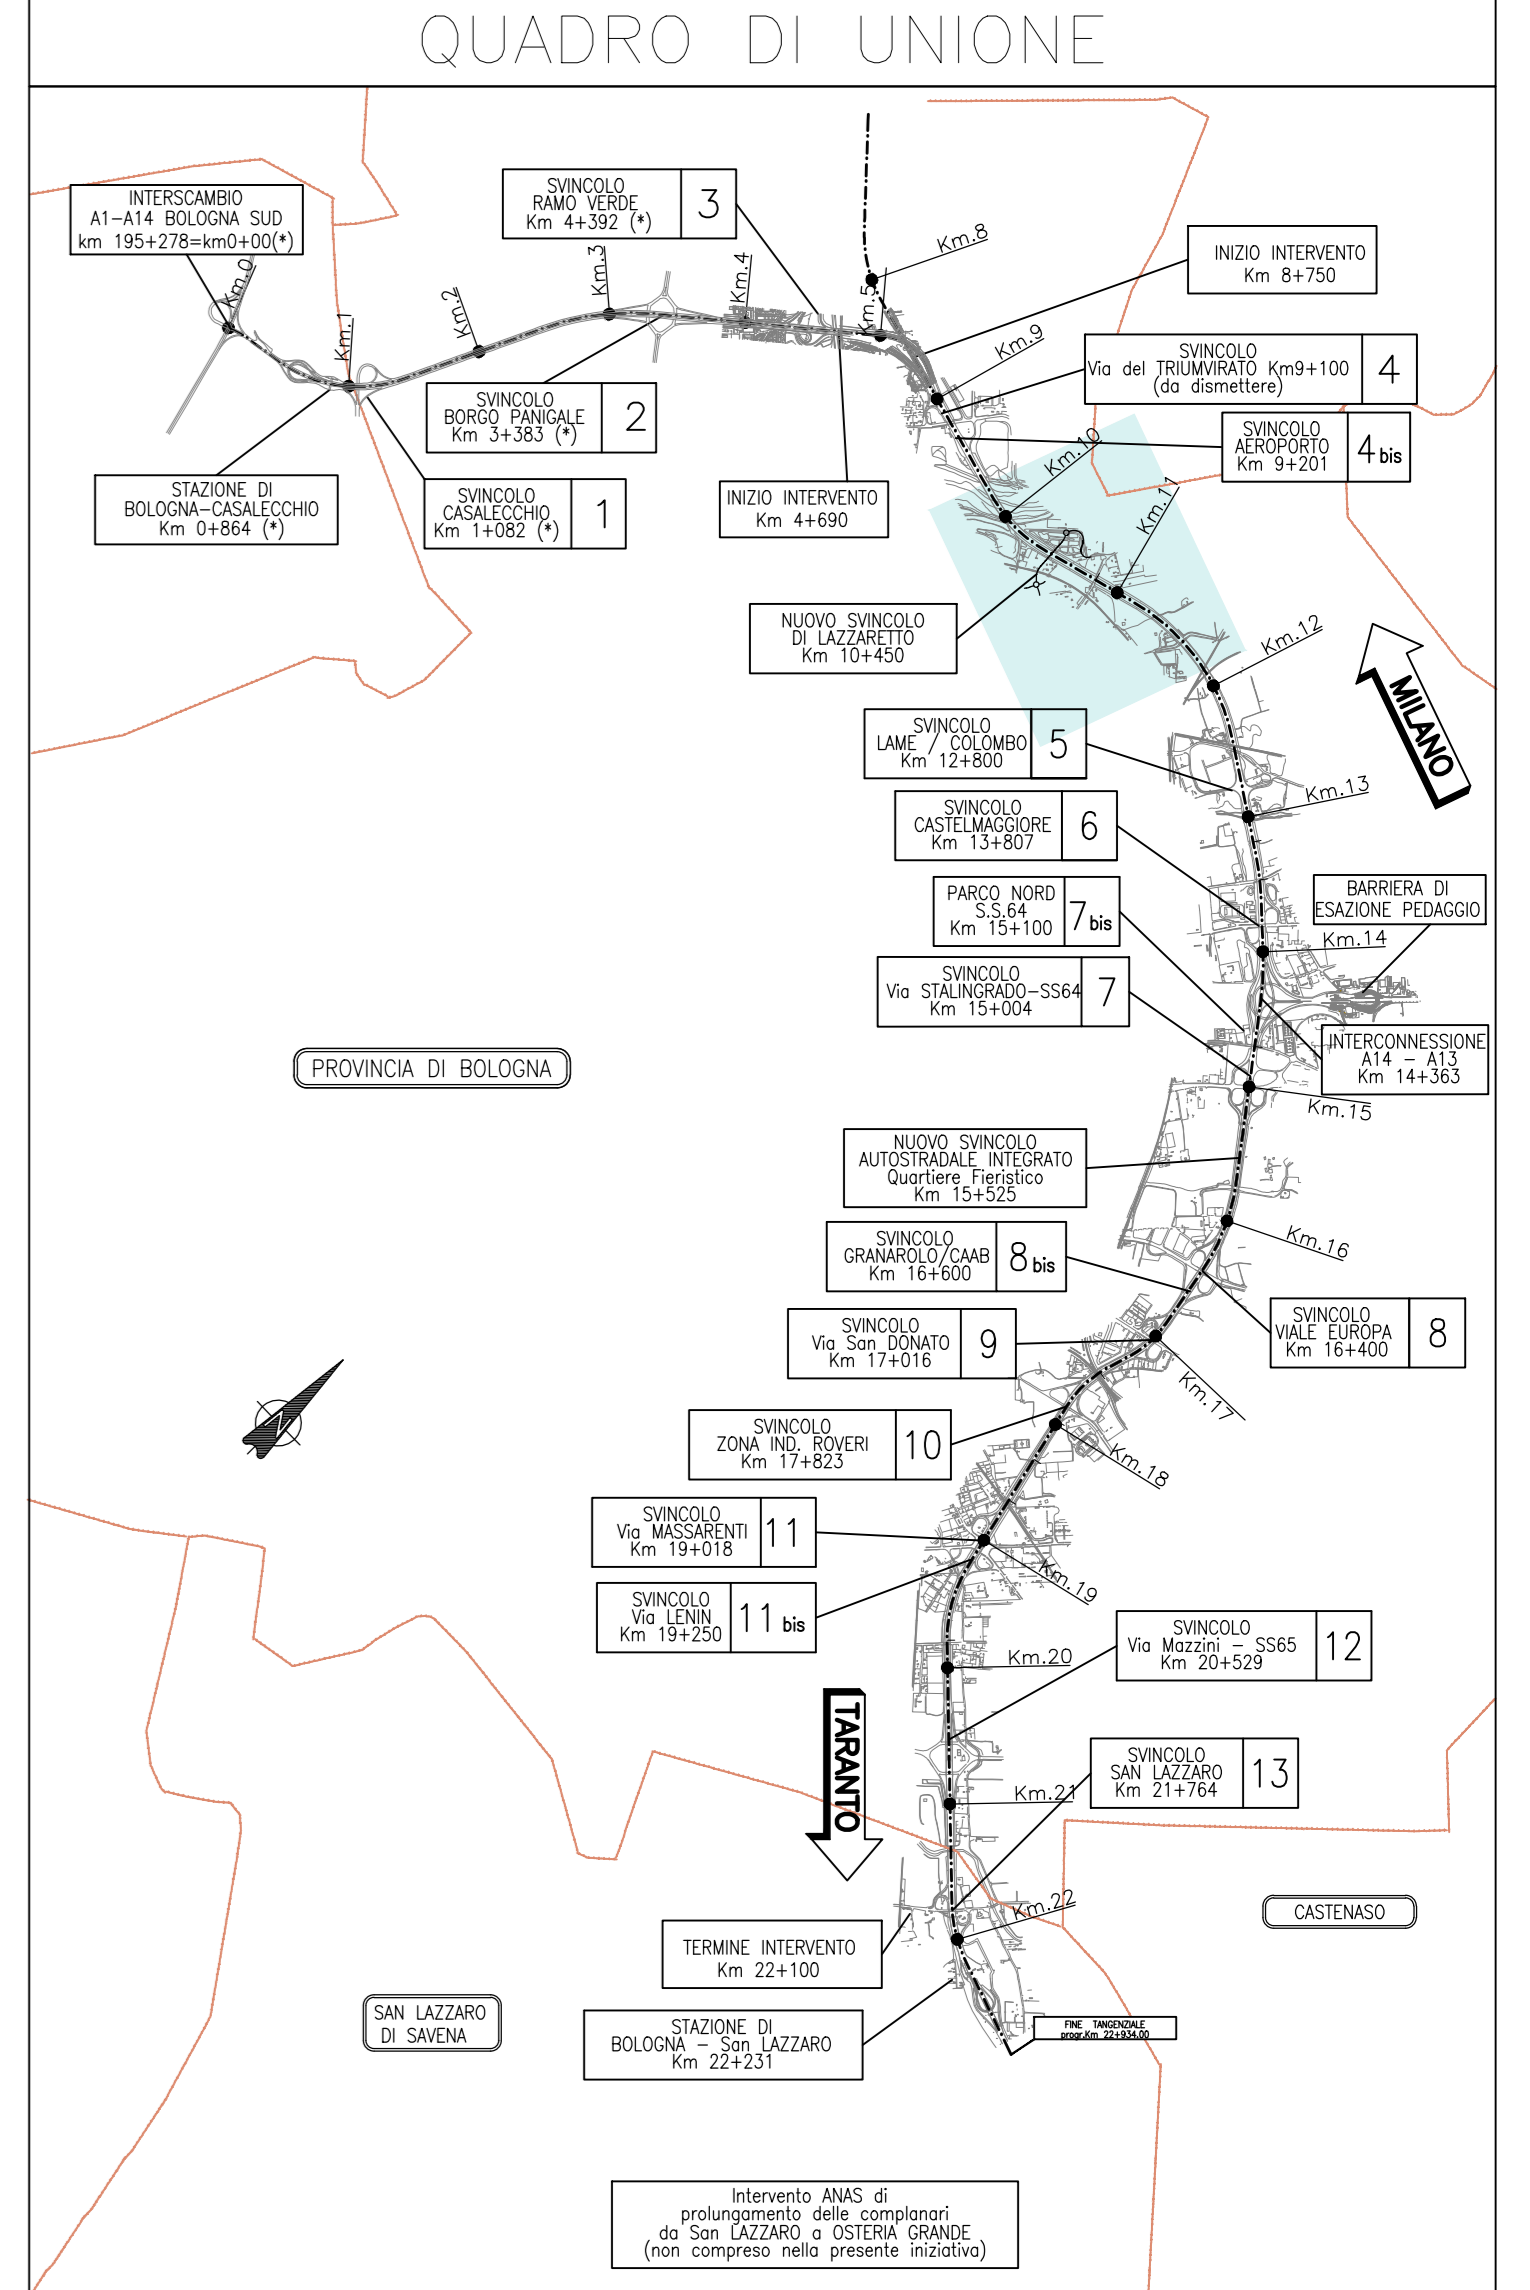 QUADRO DI UNIONE
INTERSCAMBIO
A1-A14 BOLOGNA SUD
km 195+278=km0+00(*)
SVINCOLO
RAMO VERDE
Km 4+392 (*)
3
Km.8
INIZIO INTERVENTO
Km 8+750
Km.0
Km.1
Km.2
Km.3
Km.4
Km.5
Km.9
SVINCOLO
Via del TRIUMVIRATO Km9+100
(da dismettere)
4
SVINCOLO
BORGO PANIGALE
Km 3+383 (*)
2
SVINCOLO
AEROPORTO
Km 9+201
4 bis
Km.10
STAZIONE DI
BOLOGNA-CASALECCHIO
Km 0+864 (*)
SVINCOLO
CASALECCHIO
Km 1+082 (*)
1
INIZIO INTERVENTO
Km 4+690
Km.11
NUOVO SVINCOLO
DI LAZZARETTO
Km 10+450
Km.12
MILANO
SVINCOLO
LAME / COLOMBO
Km 12+800
5
Km.13
SVINCOLO
CASTELMAGGIORE
Km 13+807
6
PARCO NORD
S.S.64
Km 15+100
7 bis
BARRIERA DI
ESAZIONE PEDAGGIO
Km.14
SVINCOLO
Via STALINGRADO-SS64
Km 15+004
7
INTERCONNESSIONE
A14 - A13
Km 14+363
PROVINCIA DI BOLOGNA
Km.15
NUOVO SVINCOLO
AUTOSTRADALE INTEGRATO
Quartiere Fieristico
Km 15+525
Km.16
SVINCOLO
GRANAROLO/CAAB
Km 16+600
8 bis
SVINCOLO
VIALE EUROPA
Km 16+400
8
SVINCOLO
Via San DONATO
Km 17+016
9
Km.17
SVINCOLO
ZONA IND. ROVERI
Km 17+823
10
Km.18
SVINCOLO
Via MASSARENTI
Km 19+018
11
Km.19
SVINCOLO
Via LENIN
Km 19+250
11 bis
SVINCOLO
Via Mazzini - SS65
Km 20+529
12
Km.20
TARANTO
SVINCOLO
SAN LAZZARO
Km 21+764
13
Km.21
Km.22
CASTENASO
TERMINE INTERVENTO
Km 22+100
SAN LAZZARO
DI SAVENA
STAZIONE DI
BOLOGNA - San LAZZARO
Km 22+231
FINE TANGENZIALE
progr.Km 22+934,00
Intervento ANAS di
prolungamento delle complanari
da San LAZZARO a OSTERIA GRANDE
(non compreso nella presente iniziativa)